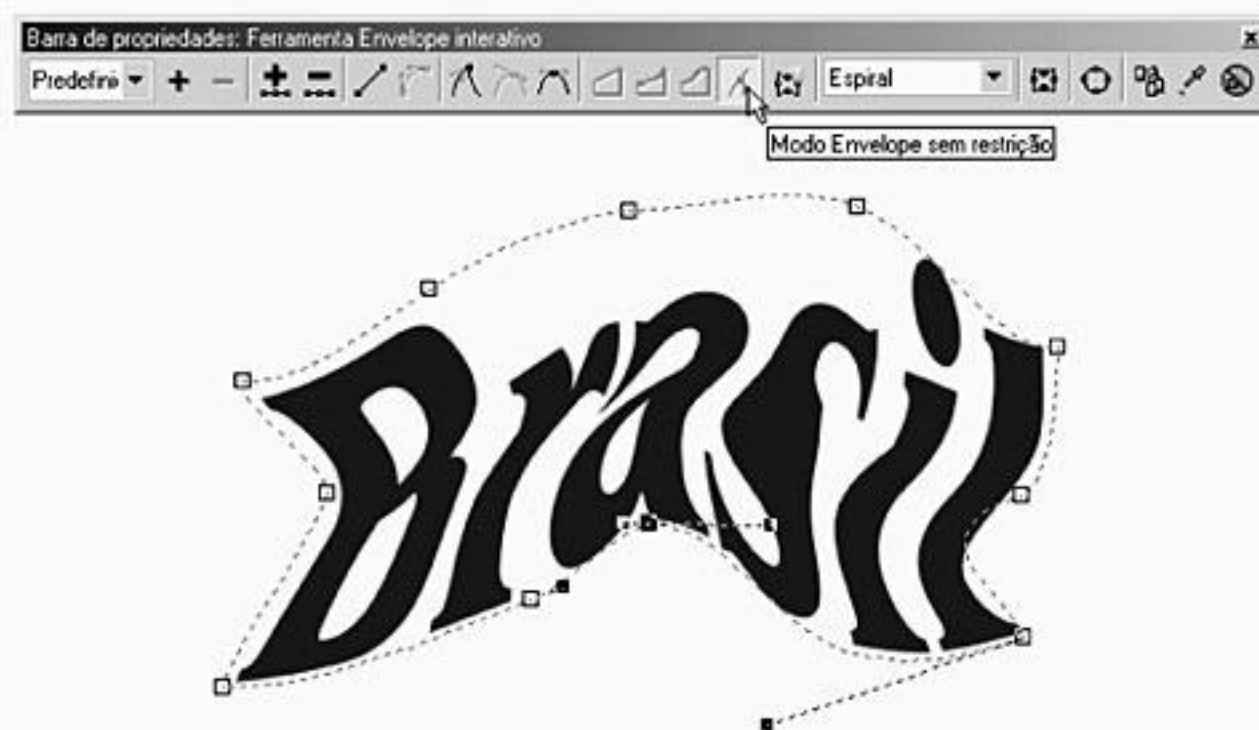 Barra de propriedades: Ferramenta Envelope interativo
Predefini
Espiral
Modo Envelope sem restrição
Brasil